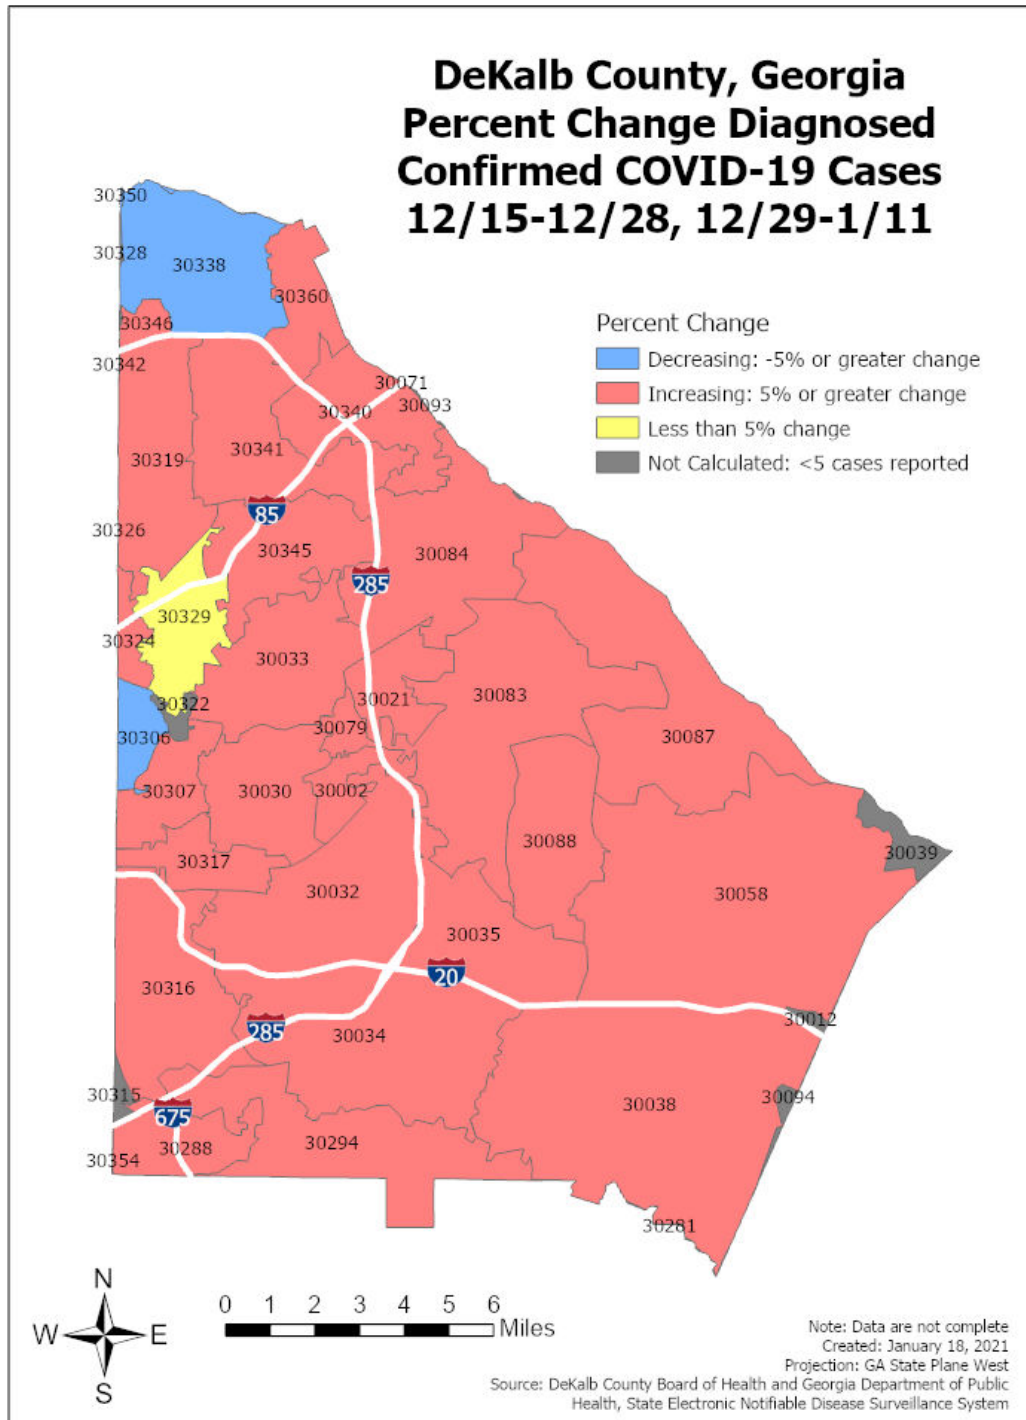 DeKalb County, Georgia
Percent Change Diagnosed
Confirmed COVID-19 Cases
12/15-12/28, 12/29-1/11
30350
30328
30338
30360
30346
30342
Percent Change
Decreasing: -5% or greater change
Increasing: 5% or greater change
Less than 5% change
Not Calculated: <5 cases reported
30071
30093
30340
30341
30319
85
30326
30345
30084
285
30329
30324
30033
30322
30021
30083
30079
30306
30087
30307
30030
30002
30088
30039
30317
30032
30058
30035
20
30316
30012
285
30034
30315
30094
675
30038
30288
30294
30354
30281
N
W
E
S
0 1 2 3 4 5 6
Miles
Note: Data are not complete
Created: January 18, 2021
Projection: GA State Plane West
Source: DeKalb County Board of Health and Georgia Department of Public
Health, State Electronic Notifiable Disease Surveillance System